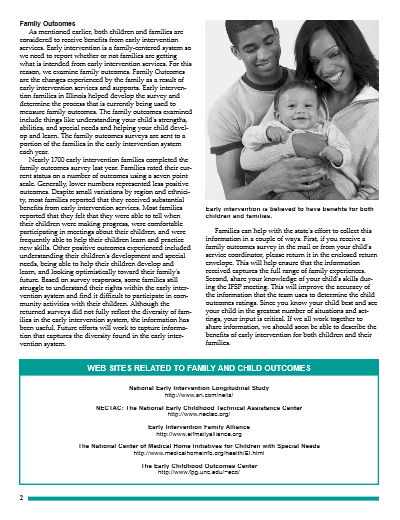 Family Outcomes
As mentioned earlier, both children and families are
considered to receive benefits from early intervention
services. Early intervention is a family-centered system so
we need to report whether or not families are getting
what is intended from early intervention services. For this
reason, we examine family outcomes. Family Outcomes
are the changes experienced by the family as a result of
early intervention services and supports. Early interven-
tion families in Illinois helped develop the survey and
determine the process that is currently being used to
measure family outcomes. The family outcomes examined
include things like understanding your child's strengths,
abilities, and special needs and helping your child devel-
op and learn. The family outcomes surveys are sent to a
portion of the families in the early intervention system
each year.
Nearly 1700 early intervention families completed the
family outcomes survey last year. Families rated their cur-
rent status on a number of outcomes using a seven point
scale. Generally, lower numbers represented less positive
outcomes. Despite small variations by region and ethnici-
ty, most families reported that they received substantial
benefits from early intervention services. Most families
reported that they felt that they were able to tell when
their children were making progress, were comfortable
participating in meetings about their children, and were
frequently able to help their children learn and practice
new skills. Other positive outcomes experienced included
understanding their children's development and special
needs, being able to help their children develop and
learn, and looking optimistically toward their family's
future. Based on survey responses, some families still
struggle to understand their rights within the early inter-
vention system and find it difficult to participate in com-
munity activities with their children. Although the
returned surveys did not fully reflect the diversity of fam-
ilies in the early intervention system, the information has
been useful. Future efforts will work to capture informa-
tion that captures the diversity found in the early inter-
vention system.
Early intervention is believed to have benefits for both
children and families.
Families can help with the state's effort to collect this
information in a couple of ways. First, if you receive a
family outcomes survey in the mail or from your child's
service coordinator, please return it in the enclosed return
envelope. This will help ensure that the information
received captures the full range of family experiences.
Second, share your knowledge of your child's skills dur-
ing the IFSP meeting. This will improve the accuracy of
the information that the team uses to determine the child
outcomes ratings. Since you know your child best and see
your child in the greatest number of situations and set-
tings, your input is critical. If we all work together to
share information, we should soon be able to describe the
benefits of early intervention for both children and their
families.
WEB SITES RELATED TO FAMILY AND CHILD OUTCOMES
National Early Intervention Longitudinal Study
http://www.sri.com/neils/
NECTAC: The National Early Childhood Technical Assistance Center
http://www.nectac.org/
Early Intervention Family Alliance
http://www.eifamilyalliance.org
The National Center of Medical Home Initiatives for Children with Special Needs
http://www.medicalhomeinfo.org/health/EI.html
The Early Childhood Outcomes Center
http://www.fpg.unc.edu/~eco/
2